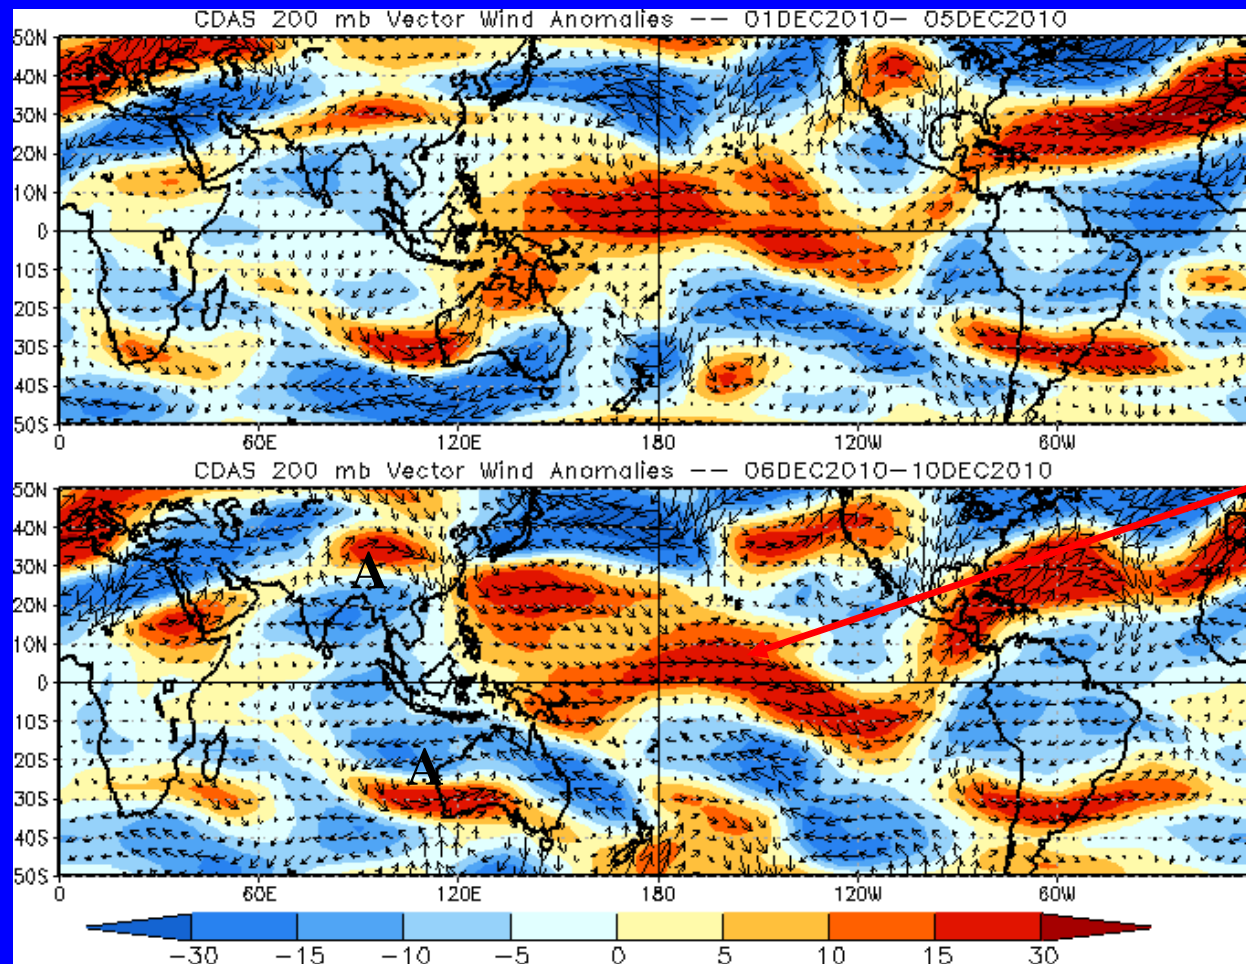 CDAS 200 mb Vector Wind Anomalies -- 01DEC2010- 05DEC2010
50N
40N
30N
20N
10N
0
10S
20S
30S
40S
50S
0 60E 120E 180 120W 60W
CDAS 200 mb Vector Wind Anomalies -- 06DEC2010-10DEC2010
50N
40N
A
30N
20N
10N
0
10S
A
20S
30S
40S
50S
0 60E 120E 180 120W 60W
-30 -15 -10 -5 0 5 10 15 30